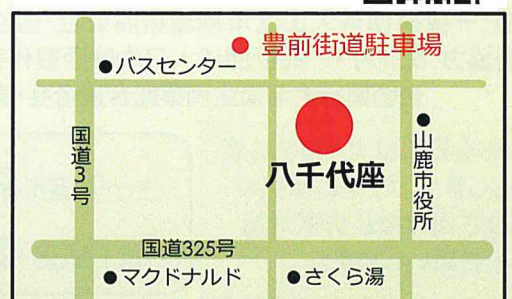 豊前街道駐車場
バスセンター
国道3号
八千代座
山鹿市役所
国道325号
マクドナルド
さくら湯